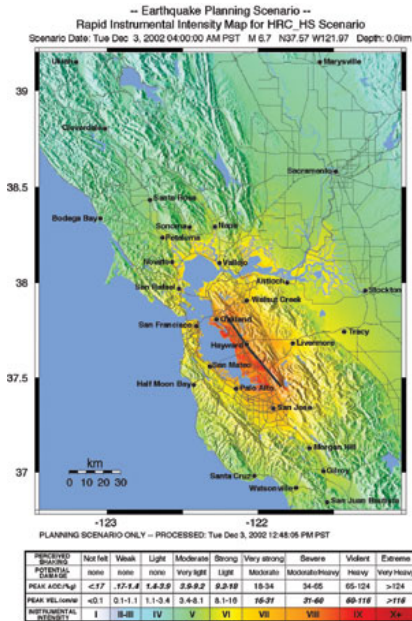 -- Earthquake Planning Scenario --
Rapid Instrumental Intensity Map for HRC_HS Scenario
Scenario Date: Tue Dec 3, 2002 04:00:00 AM PST M 6.7 N37.57 W121.97 Depth: 0.0km
39
38.5
38
37.5
37
Ukiah
Marysville
Cloverdale
Sacramento
Santa Rosa
Bodega Bay
Sonoma
Napa
Petaluma
Novato
Vallejo
San Rafael
Antioch
Stockton
Walnut Creek
San Francisco
Oakland
Tracy
Hayward
Livermore
San Mateo
Half Moon Bay
Palo Alto
San Jose
Morgan Hill
Gilroy
Santa Cruz
Watsonville
San Juan Bautista
km
0 10 20 30
-123
-122
PLANNING SCENARIO ONLY -- PROCESSED: Tue Dec 3, 2002 12:48:05 PM PST
PERCEIVED SHAKING Not felt Weak Light Moderate Strong Very strong Severe Violent Extreme
POTENTIAL DAMAGE none none none Very light Light Moderate Moderate/Heavy Heavy Very Heavy
PEAK ACC.(%g) <.17 .17-1.4 1.4-3.9 3.9-9.2 9.2-18 18-34 34-65 65-124 >124
PEAK VEL.(cm/s) <0.1 0.1-1.1 1.1-3.4 3.4-8.1 8.1-16 16-31 31-60 60-116 >116
INSTRUMENTAL INTENSITY I II-III IV V VI VII VIII IX X+